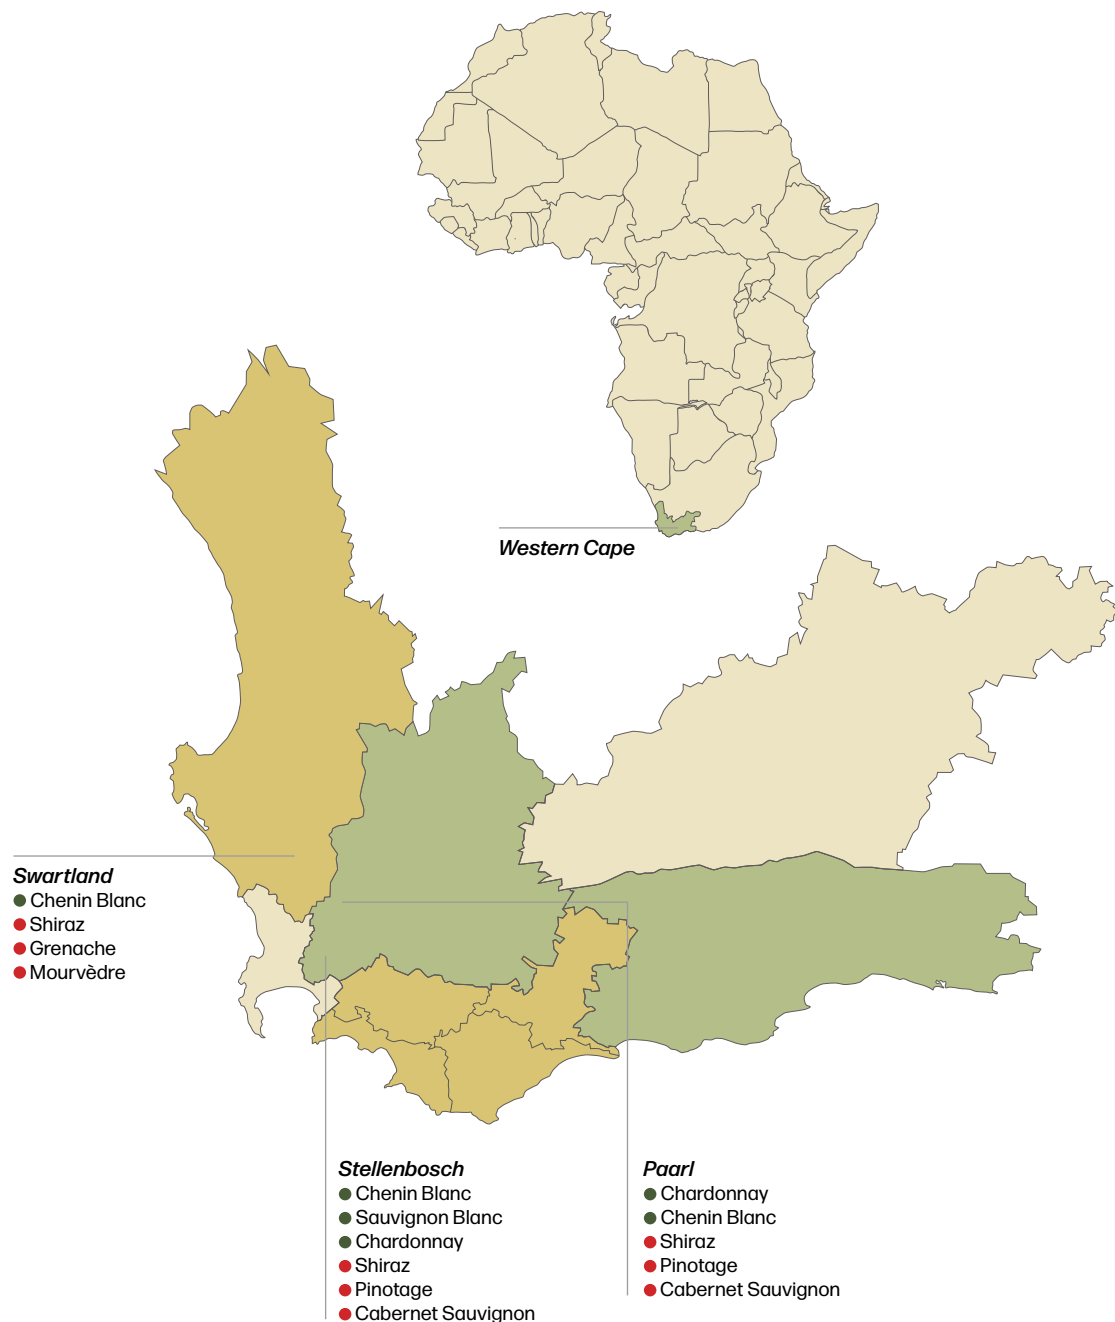 Western Cape
Swartland
Chenin Blanc
Shiraz
Grenache
Mourvèdre
Stellenbosch
Chenin Blanc
Sauvignon Blanc
Chardonnay
Shiraz
Pinotage
Cabernet Sauvignon
Paarl
Chardonnay
Chenin Blanc
Shiraz
Pinotage
Cabernet Sauvignon